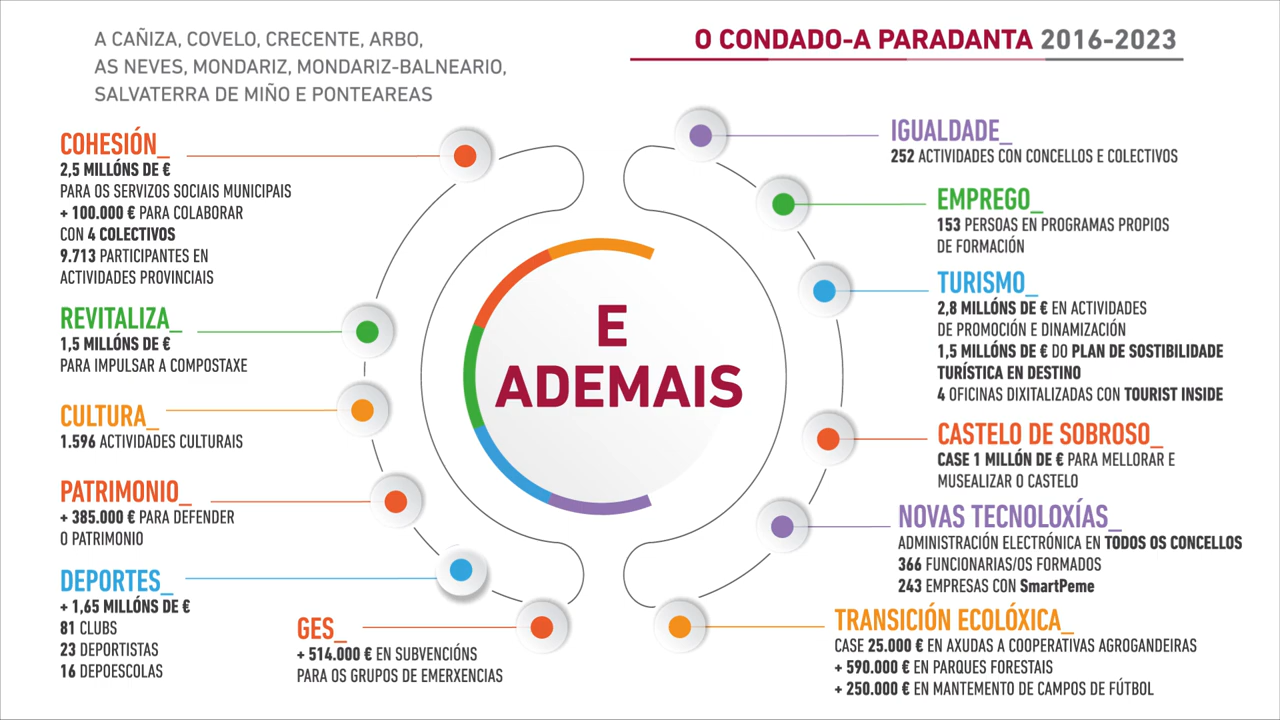 A CAÑIZA, COVELO, CRECENTE, ARBO,
AS NEVES, MONDARIZ, MONDARIZ-BALNEARIO,
SALVATERRA DE MIÑO E PONTEAREAS
O CONDADO-A PARADANTA 2016-2023
COHESIÓN_
2,5 MILLÓNS DE €
PARA OS SERVIZOS SOCIAIS MUNICIPAIS
+ 100.000 € PARA COLABORAR
CON 4 COLECTIVOS
9.713 PARTICIPANTES EN
ACTIVIDADES PROVINCIAIS
REVITALIZA_
1,5 MILLÓNS DE €
PARA IMPULSAR A COMPOSTAXE
CULTURA_
1.596 ACTIVIDADES CULTURAIS
PATRIMONIO_
+ 385.000 € PARA DEFENDER
O PATRIMONIO
DEPORTES_
+ 1,65 MILLÓNS DE €
81 CLUBS
23 DEPORTISTAS
16 DEPOESCOLAS
GES_
+ 514.000 € EN SUBVENCIÓNS
PARA OS GRUPOS DE EMERXENCIAS
E
ADEMAIS
IGUALDADE_
252 ACTIVIDADES CON CONCELLOS E COLECTIVOS
EMPREGO_
153 PERSOAS EN PROGRAMAS PROPIOS
DE FORMACIÓN
TURISMO_
2,8 MILLÓNS DE € EN ACTIVIDADES
DE PROMOCIÓN E DINAMIZACIÓN
1,5 MILLÓNS DE € DO PLAN DE SOSTIBILIDADE
TURÍSTICA EN DESTINO
4 OFICINAS DIXITALIZADAS CON TOURIST INSIDE
CASTELO DE SOBROSO_
CASE 1 MILLÓN DE € PARA MELLORAR E
MUSEALIZAR O CASTELO
NOVAS TECNOLOXÍAS_
ADMINISTRACIÓN ELECTRÓNICA EN TODOS OS CONCELLOS
366 FUNCIONARIAS/OS FORMADOS
243 EMPRESAS CON SmartPeme
TRANSICIÓN ECOLÓXICA_
CASE 25.000 € EN AXUDAS A COOPERATIVAS AGROGANDEIRAS
+ 590.000 € EN PARQUES FORESTAIS
+ 250.000 € EN MANTEMENTO DE CAMPOS DE FÚTBOL